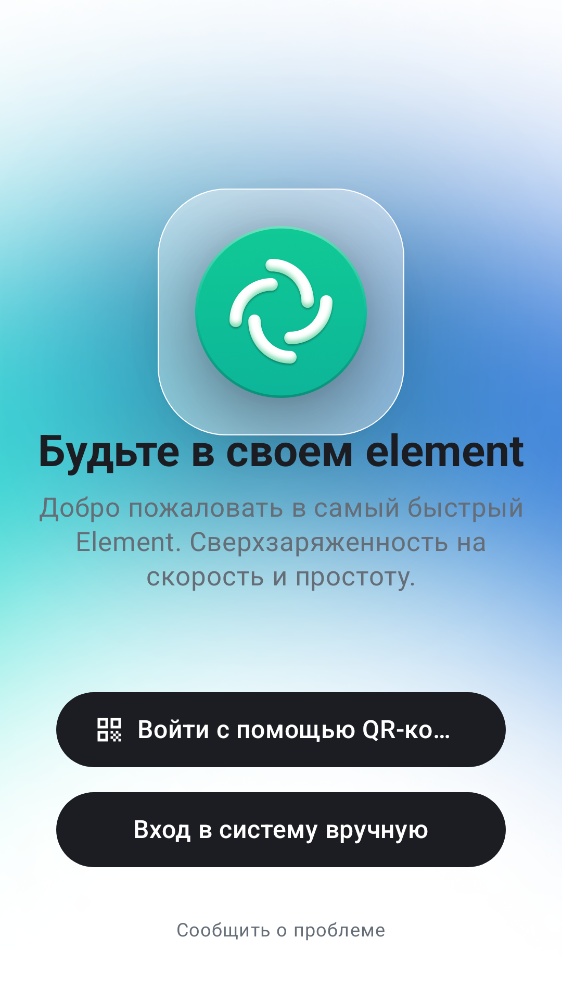 Будьте в своем element
Добро пожаловать в самый быстрый
Element. Сверхзаряженность на
скорость и простоту.
Войти с помощью QR-ко…
Вход в систему вручную
Сообщить о проблеме